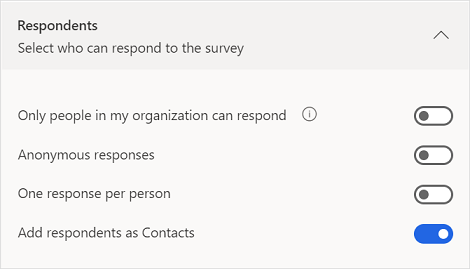 Respondents
Select who can respond to the survey
Only people in my organization can respond
Anonymous responses
One response per person
Add respondents as Contacts